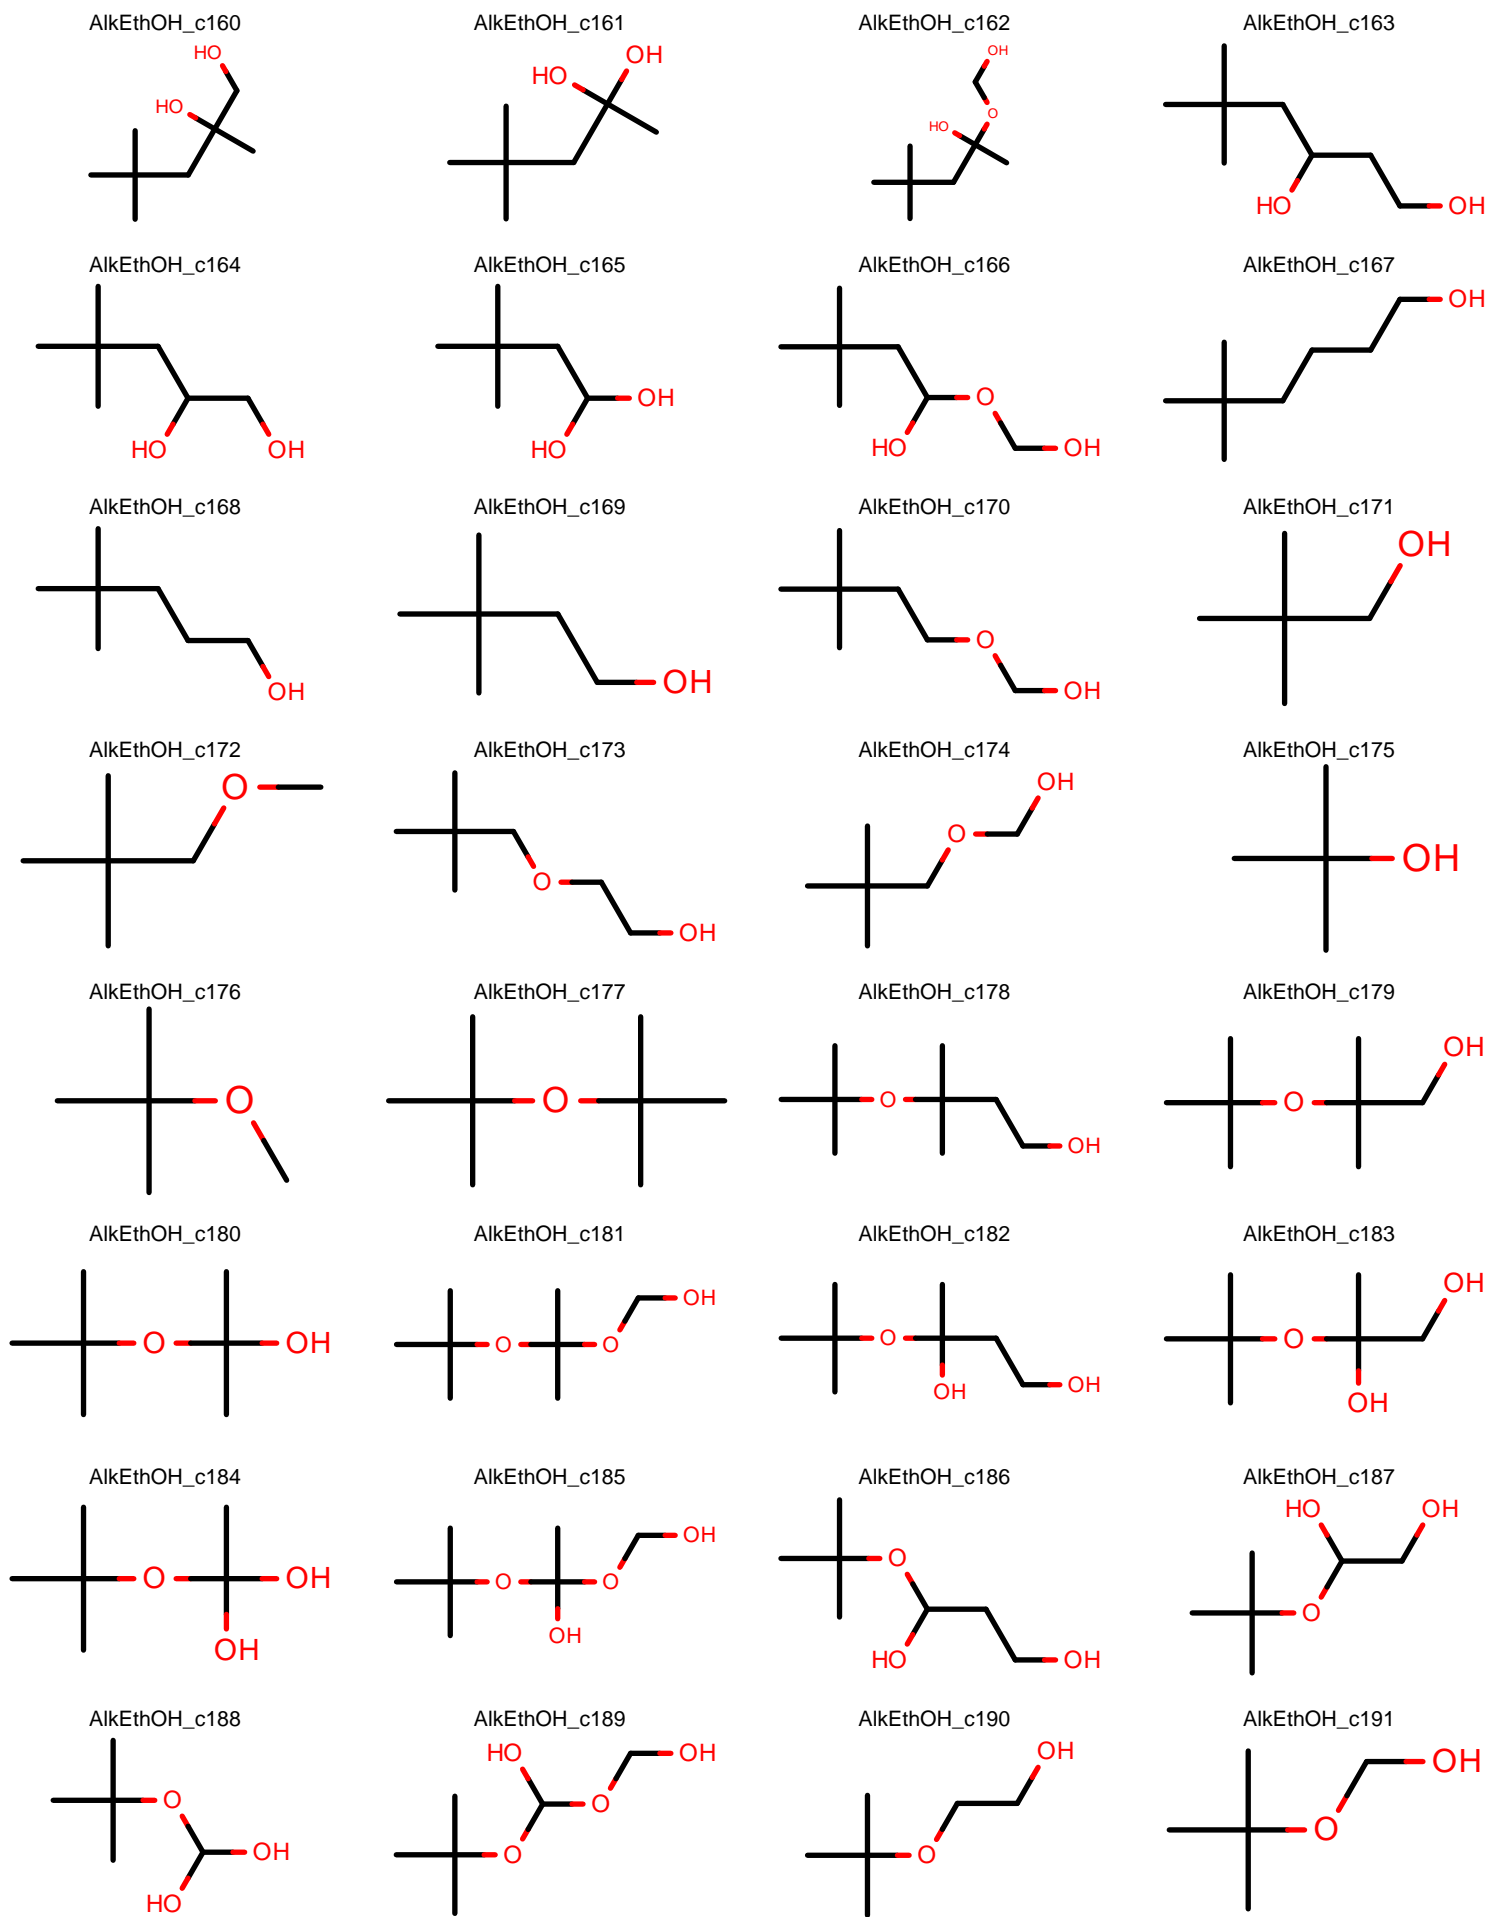 AlkEthOH_c160 AlkEthOH_c161 AlkEthOH_c162 AlkEthOH_c163
HO HO
HO OH
OH O HO
HO OH
AlkEthOH_c164 AlkEthOH_c165 AlkEthOH_c166 AlkEthOH_c167
HO OH
OH HO
O HO OH
OH
AlkEthOH_c168 AlkEthOH_c169 AlkEthOH_c170 AlkEthOH_c171
OH
OH
O OH
OH
AlkEthOH_c172 AlkEthOH_c173 AlkEthOH_c174 AlkEthOH_c175
O
O OH
OH O
OH
AlkEthOH_c176 AlkEthOH_c177 AlkEthOH_c178 AlkEthOH_c179
O
O
O OH
OH O
AlkEthOH_c180 AlkEthOH_c181 AlkEthOH_c182 AlkEthOH_c183
O OH
OH O O
O OH OH
OH O OH
AlkEthOH_c184 AlkEthOH_c185 AlkEthOH_c186 AlkEthOH_c187
O OH OH
OH O O OH
O HO OH
HO OH O
AlkEthOH_c188 AlkEthOH_c189 AlkEthOH_c190 AlkEthOH_c191
O OH HO
HO OH O O
OH O
OH O